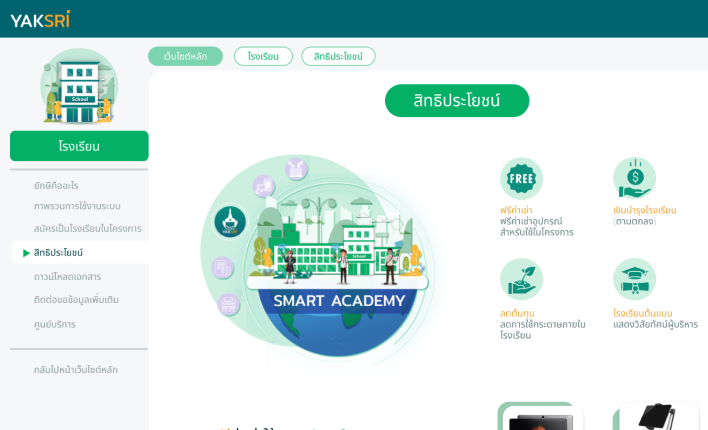 YAKSRI
เว็บไซต์หลัก
โรงเรียน
สิทธิประโยชน์
School
โรงเรียน
ยักษีคืออะไร
ภาพรวมการใช้งานระบบ
สมัครเป็นโรงเรียนในโครงการ
สิทธิประโยชน์
ดาวน์โหลดเอกสาร
ติดต่อขอข้อมูลเพิ่มเติม
ศูนย์บริการ
กลับไปหน้าเว็บไซต์หลัก
สิทธิประโยชน์
YAKSRI
School
SMART ACADEMY
FREE
ฟรีค่าเช่า
ฟรีค่าเช่าอุปกรณ์
สำหรับใช้ในโครงการ
เงินบำรุงโรงเรียน
(ตามตกลง)
ลดต้นทุน
ลดการใช้กระดาษภายใน
โรงเรียน
โรงเรียนต้นแบบ
แสดงวิสัยทัศน์ผู้บริหาร